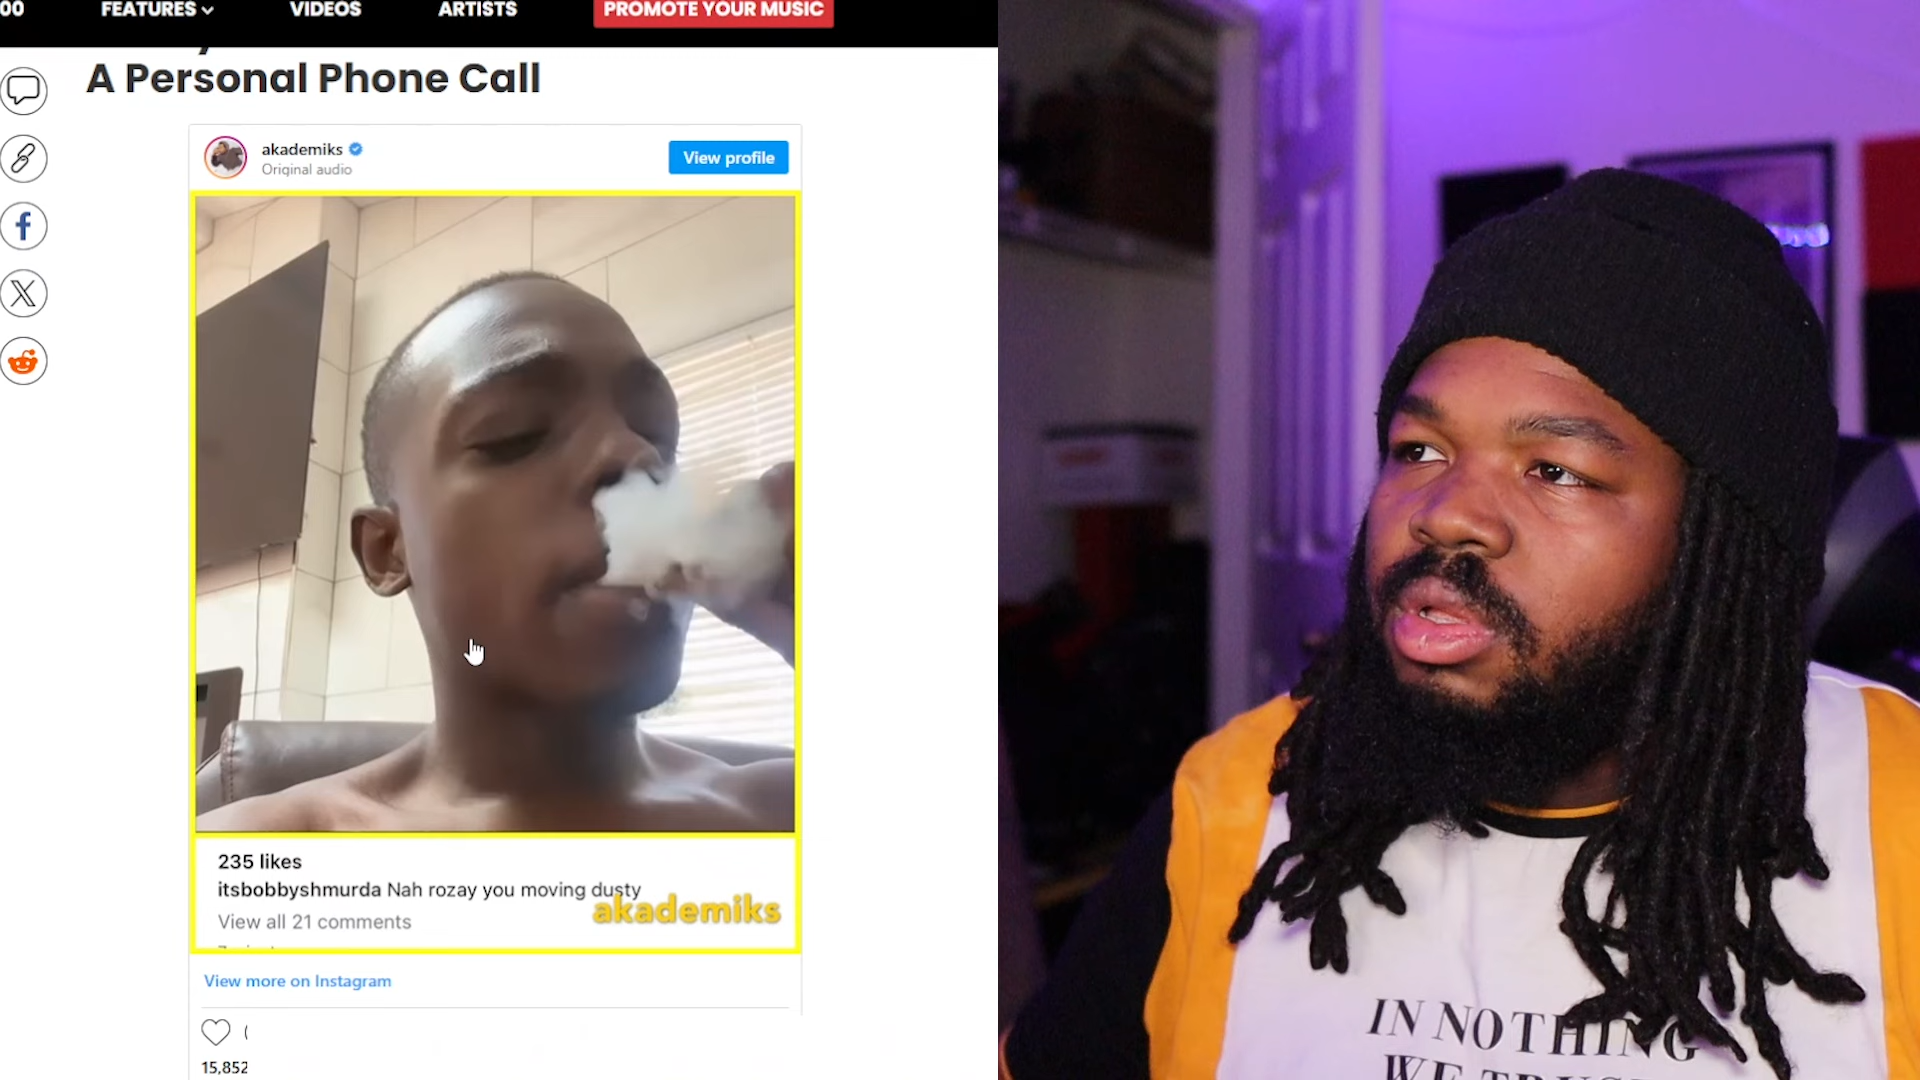 00 FEATURES VIDEOS ARTISTS PROMOTE YOUR MUSIC
A Personal Phone Call
akademiks
Original audio
View profile
235 likes
itsbobbyshmurda Nah rozay you moving dusty
akademiks
View all 21 comments
View more on Instagram
15,852
IN NOTHING
WE